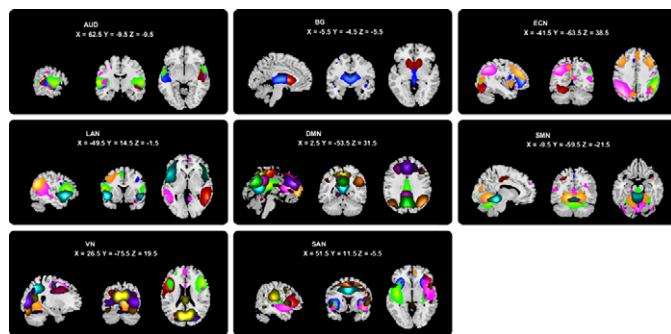 AUD
X = 62.5 Y = -9.5 Z = -9.5
BG
X = -5.5 Y = -4.5 Z = -5.5
ECN
X = -41.5 Y = -63.5 Z = 38.5
LAN
X = -49.5 Y = 14.5 Z = -1.5
DMN
X = 2.5 Y = -53.5 Z = 31.5
SMN
X = -9.5 Y = -59.5 Z = -21.5
VN
X = 26.5 Y = -75.5 Z = 19.5
SAN
X = 51.5 Y = 11.5 Z = -5.5